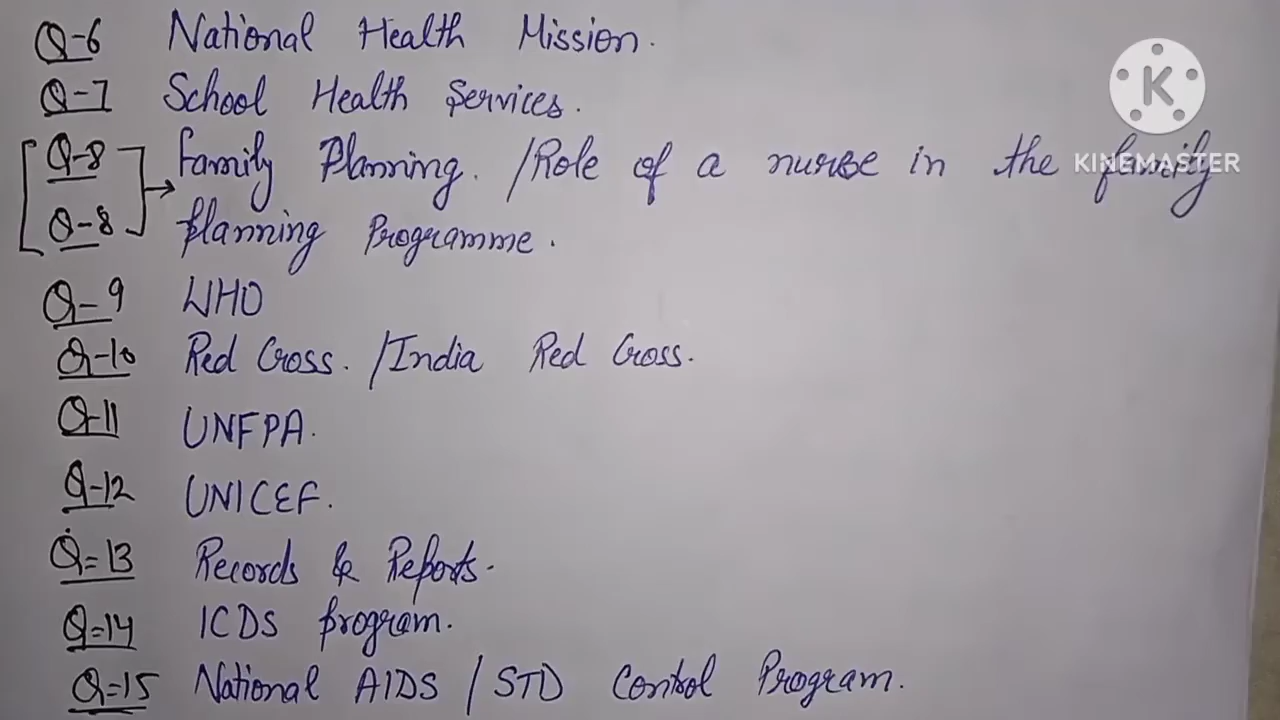 Q-6 National Health Mission.
K
Q-7 School Health Services.
KINEMASTER
Q-8 Family Planning. /Role of a nurse in the family
Q-8 planning Programme.
Q-9 WHO
Q-10 Red Cross. /India Red Cross.
Q-11 UNFPA.
Q-12 UNICEF.
Q=13 Records & Reports.
Q=14 ICDS program.
Q=15 National AIDS / STD Control Program.